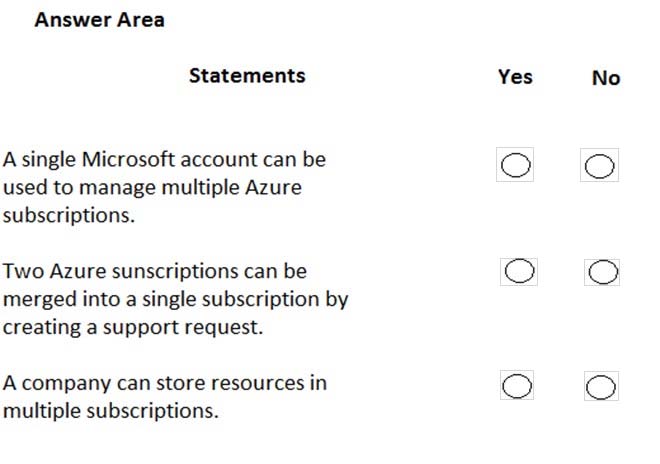 Answer Area
Statements Yes No
A single Microsoft account can be
used to manage multiple Azure
subscriptions.
Two Azure sunscriptions can be
merged into a single subscription by
creating a support request.
A company can store resources in
multiple subscriptions.